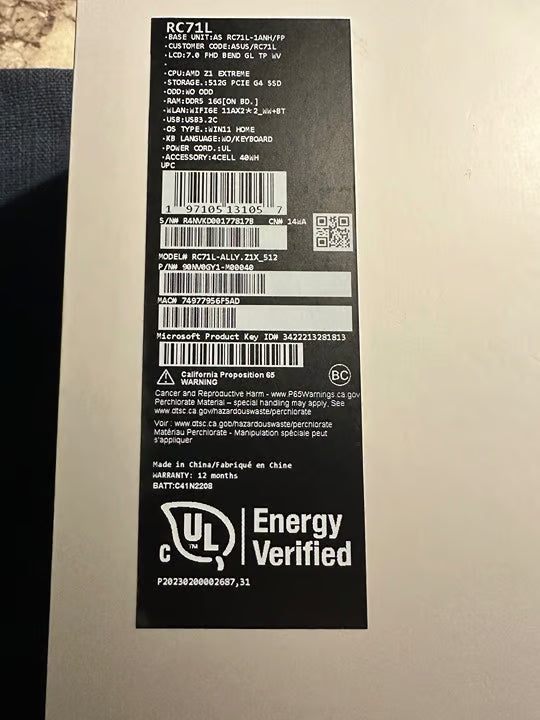 RC71L
·BASE UNIT:AS RC71L-1ANH/FP
·CUSTOMER CODE:ASUS/RC71L
·LCD:7.0 FHD BEND GL TP WV
·
·CPU:AMD Z1 EXTREME
·STORAGE.:512G PCIE G4 SSD
·ODD:WO ODD
·RAM:DDR5 16G[ON BD.]
·WLAN:WIFI6E 11AX2*2_WW+BT
·USB:USB3.2C
·OS TYPE.:WIN11 HOME
·KB LANGUAGE:WO/KEYBOARD
·POWER CORD.:UL
·ACCESSORY:4CELL 40WH
UPC
1 97105 13105 7
S/N# R4NVKD001778178 CN# 14WA
MODEL# RC71L-ALLY.Z1X_512
P/N# 90NV0GY1-M00040
MAC# 74977956F5AD
Microsoft Product Key ID# 3422213281813
California Proposition 65
WARNING
BC
Cancer and Reproductive Harm - www.P65Warnings.ca.gov
Perchlorate Material – special handling may apply, See
www.dtsc.ca.gov/hazardouswaste/perchlorate
Voir : www.dtsc.ca.gob/hazardouswaste/perchlorate
Matériau Perchlorate - Manipulation spéciale peut
s'appliquer
Made in China/Fabriqué en Chine
WARRANTY: 12 months
BATT:C41N2208
C UL TM
Energy
Verified
P20230200002687,31